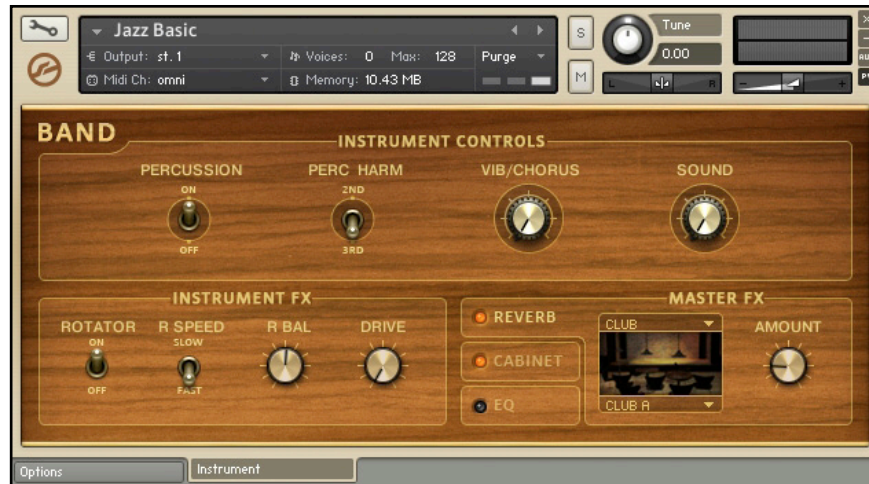 Jazz Basic
Output: st. 1
Voices: 0 Max: 128
Purge
Midi Ch: omni
Memory: 10.43 MB
S
M
Tune
0.00
L R
- +
BAND
INSTRUMENT CONTROLS
PERCUSSION
PERC HARM
VIB/CHORUS
SOUND
ON
2ND
OFF
3RD
INSTRUMENT FX
ROTATOR
R SPEED
R BAL
DRIVE
ON
SLOW
OFF
FAST
MASTER FX
REVERB
CABINET
EQ
CLUB
CLUB A
AMOUNT
Options
Instrument